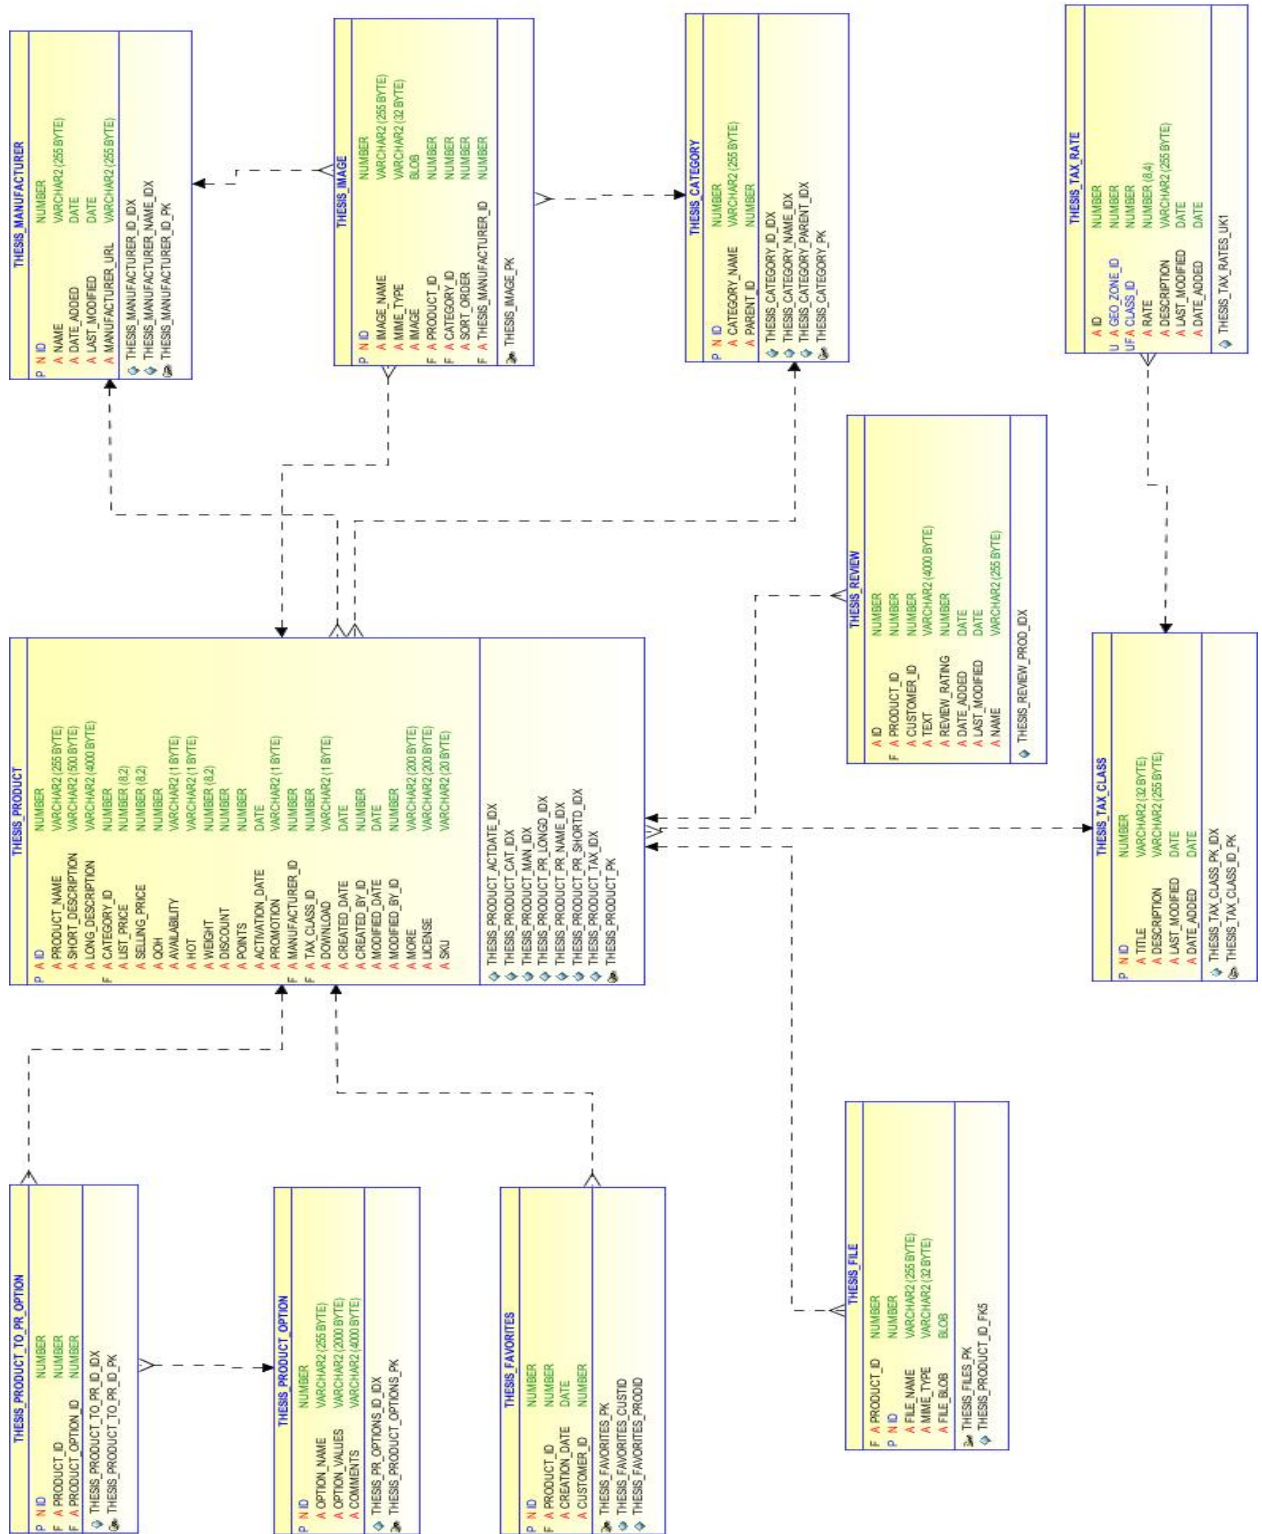 THESIS_PRODUCT_TO_PR_OPTION
P N ID NUMBER
F A PRODUCT_ID NUMBER
F A PRODUCT_OPTION_ID NUMBER
THESIS_PRODUCT_TO_PR_ID_IDX
THESIS_PRODUCT_TO_PR_ID_PK
THESIS_PRODUCT_OPTION
P N ID NUMBER
A OPTION_NAME VARCHAR2 (255 BYTE)
A OPTION_VALUES VARCHAR2 (2000 BYTE)
A COMMENTS VARCHAR2 (4000 BYTE)
THESIS_PR_OPTIONS_ID_IDX
THESIS_PRODUCT_OPTIONS_PK
THESIS_FAVORITES
P N ID NUMBER
F A PRODUCT_ID NUMBER
A CREATION_DATE DATE
A CUSTOMER_ID NUMBER
THESIS_FAVORITES_PK
THESIS_FAVORITES_CUSTID
THESIS_FAVORITES_PRODID
THESIS_FILE
F A PRODUCT_ID NUMBER
P N ID NUMBER
A FILE_NAME VARCHAR2 (255 BYTE)
A MIME_TYPE VARCHAR2 (32 BYTE)
A FILE_BLOB BLOB
THESIS_FILES_PK
THESIS_PRODUCT_ID_FK5
THESIS_PRODUCT
P A ID NUMBER
A PRODUCT_NAME VARCHAR2 (255 BYTE)
A SHORT_DESCRIPTION VARCHAR2 (500 BYTE)
A LONG_DESCRIPTION VARCHAR2 (4000 BYTE)
F A CATEGORY_ID NUMBER
A LIST_PRICE NUMBER (8,2)
A SELLING_PRICE NUMBER (8,2)
A QOH NUMBER
A AVAILABILITY VARCHAR2 (1 BYTE)
A HOT VARCHAR2 (1 BYTE)
A WEIGHT NUMBER (8,2)
A DISCOUNT NUMBER
A POINTS NUMBER
A ACTIVATION_DATE DATE
A PROMOTION VARCHAR2 (1 BYTE)
F A MANUFACTURER_ID NUMBER
F A TAX_CLASS_ID NUMBER
A DOWNLOAD VARCHAR2 (1 BYTE)
A CREATED_DATE DATE
A CREATED_BY_ID NUMBER
A MODIFIED_DATE DATE
A MODIFIED_BY_ID NUMBER
A MORE VARCHAR2 (200 BYTE)
A LICENSE VARCHAR2 (200 BYTE)
A SKU VARCHAR2 (20 BYTE)
THESIS_PRODUCT_ACTDATE_IDX
THESIS_PRODUCT_CAT_IDX
THESIS_PRODUCT_MAN_IDX
THESIS_PRODUCT_PR_LONGD_IDX
THESIS_PRODUCT_PR_NAME_IDX
THESIS_PRODUCT_PR_SHORTD_IDX
THESIS_PRODUCT_TAX_IDX
THESIS_PRODUCT_PK
THESIS_TAX_CLASS
P N ID NUMBER
A TITLE VARCHAR2 (32 BYTE)
A DESCRIPTION VARCHAR2 (255 BYTE)
A LAST_MODIFIED DATE
A DATE_ADDED DATE
THESIS_TAX_CLASS_PK_IDX
THESIS_TAX_CLASS_ID_PK
THESIS_REVIEW
A ID NUMBER
F A PRODUCT_ID NUMBER
A CUSTOMER_ID NUMBER
A TEXT VARCHAR2 (4000 BYTE)
A REVIEW_RATING NUMBER
A DATE_ADDED DATE
A LAST_MODIFIED DATE
A NAME VARCHAR2 (255 BYTE)
THESIS_REVIEW_PROD_IDX
THESIS_MANUFACTURER
P N ID NUMBER
A NAME VARCHAR2 (255 BYTE)
A DATE_ADDED DATE
A LAST_MODIFIED DATE
A MANUFACTURER_URL VARCHAR2 (255 BYTE)
THESIS_MANUFACTURER_ID_IDX
THESIS_MANUFACTURER_NAME_IDX
THESIS_MANUFACTURER_ID_PK
THESIS_IMAGE
P N ID NUMBER
A IMAGE_NAME VARCHAR2 (255 BYTE)
A MIME_TYPE VARCHAR2 (32 BYTE)
A IMAGE BLOB
F A PRODUCT_ID NUMBER
F A CATEGORY_ID NUMBER
A SORT_ORDER NUMBER
F A THESIS_MANUFACTURER_ID NUMBER
THESIS_IMAGE_PK
THESIS_CATEGORY
P N ID NUMBER
A CATEGORY_NAME VARCHAR2 (255 BYTE)
A PARENT_ID NUMBER
THESIS_CATEGORY_ID_IDX
THESIS_CATEGORY_NAME_IDX
THESIS_CATEGORY_PARENT_IDX
THESIS_CATEGORY_PK
THESIS_TAX_RATE
A ID NUMBER
U A GEO_ZONE_ID NUMBER
UF A CLASS_ID NUMBER
A RATE NUMBER (8,4)
A DESCRIPTION VARCHAR2 (255 BYTE)
A LAST_MODIFIED DATE
A DATE_ADDED DATE
THESIS_TAX_RATES_UK1